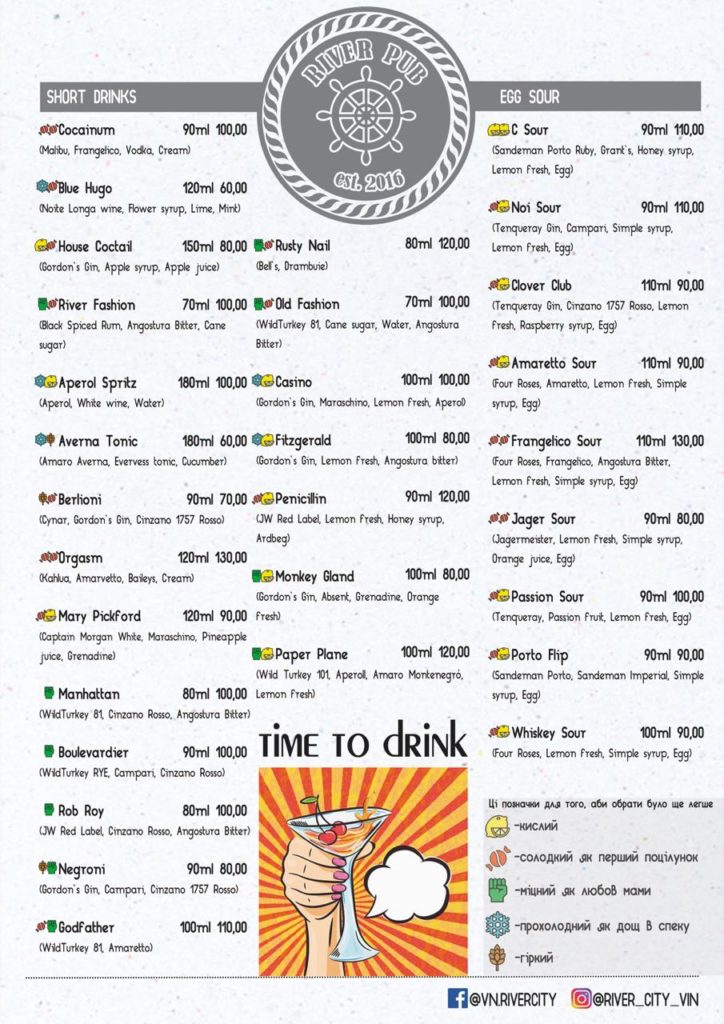 RIVER PUB
est. 2016
SHORT DRINKS
Cocainum 90ml 100,00
(Malibu, Frangelico, Vodka, Cream)
Blue Hugo 120ml 60,00
(Noite Longa wine, Flower syrup, Lime, Mint)
House Coctail 150ml 80,00
(Gordon`s Gin, Apple syrup, Apple juice)
River Fashion 70ml 100,00
(Black Spiced Rum, Angostura Bitter, Cane
sugar)
Aperol Spritz 180ml 100,00
(Aperol, White wine, Water)
Averna Tonic 180ml 60,00
(Amaro Averna, Evervess tonic, Cucumber)
Berlioni 90ml 70,00
(Cynar, Gordon`s Gin, Cinzano 1757 Rosso)
Orgasm 120ml 130,00
(Kahlua, Amarvetto, Baileys, Cream)
Mary Pickford 120ml 90,00
(Captain Morgan White, Maraschino, Pineapple
juice, Grenadine)
Manhattan 80ml 100,00
(WildTurkey 81, Cinzano Rosso, Angostura Bitter)
Boulevardier 90ml 100,00
(WildTurkey RYE, Campari, Cinzano Rosso)
Rob Roy 80ml 100,00
(JW Red Label, Cinzano Rosso, Angostura Bitter)
Negroni 90ml 80,00
(Gordon`s Gin, Campari, Cinzano 1757 Rosso)
Godfather 100ml 110,00
(WildTurkey 81, Amaretto)
Rusty Nail 80ml 120,00
(Bell`s, Drambuie)
Old Fashion 70ml 100,00
(WildTurkey 81, Cane sugar, Water, Angostura
Bitter)
Casino 100ml 100,00
(Gordon`s Gin, Maraschino, Lemon fresh, Aperol)
Fitzgerald 100ml 80,00
(Gordon`s Gin, Lemon fresh, Angostura bitter)
Penicillin 90ml 120,00
(JW Red Label, Lemon fresh, Honey syrup,
Ardbeg)
Monkey Gland 100ml 80,00
(Gordon`s Gin, Absent, Grenadine, Orange
fresh)
Paper Plane 100ml 120,00
(Wild Turkey 101, Aperoll, Amaro Montenegró,
Lemon fresh)
TIME TO drINK
EGG SOUR
C Sour 90ml 110,00
(Sandeman Porto Ruby, Grant`s, Honey syrup,
Lemon fresh, Egg)
Noi Sour 90ml 110,00
(Tenqueray Gin, Campari, Simple syrup,
Lemon fresh, Egg)
Clover Club 110ml 90,00
(Tenqueray Gin, Cinzano 1757 Rosso, Lemon
fresh, Raspberry syrup, Egg)
Amaretto Sour 110ml 90,00
(Four Roses, Amaretto, Lemon fresh, Simple
syrup, Egg)
Frangelico Sour 110ml 130,00
(Four Roses, Frangelico, Angostura Bitter,
Lemon fresh, Simple syrup, Egg)
Jager Sour 90ml 80,00
(Jagermeister, Lemon fresh, Simple syrup,
Orange juice, Egg)
Passion Sour 90ml 100,00
(Tenqueray, Passion fruit, Lemon fresh, Egg)
Porto Flip 90ml 90,00
(Sandeman Porto, Sandeman Imperial, Simple
syrup, Egg)
Whiskey Sour 100ml 90,00
(Four Roses, Lemon fresh, Simple syrup, Egg)
Ці позначки для того, аби обрати було ще легше
-кислий
-солодкий як перший поцілунок
-міцний як любов мами
-прохолодний як дощ в спеку
-гіркий
@VN.RIVERCITY @RIVER_CITY_VIN